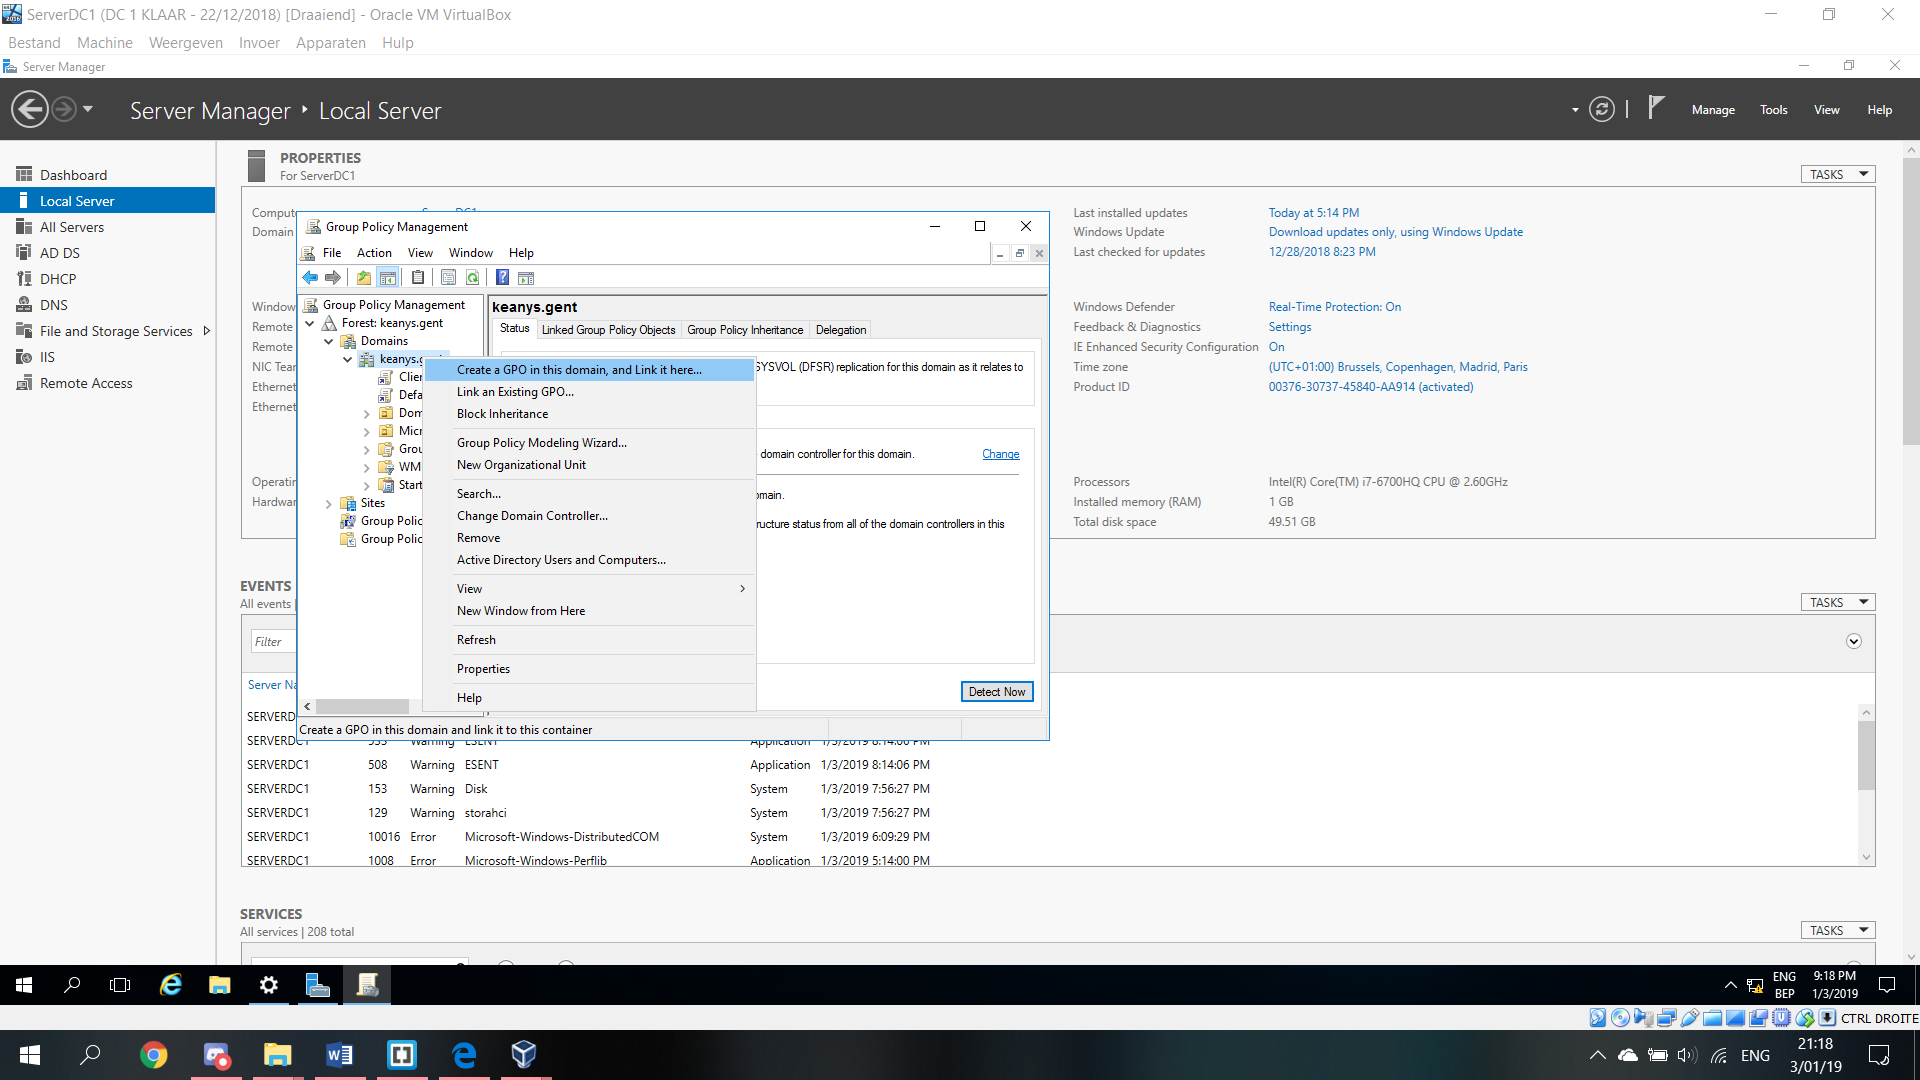 ServerDC1 (DC 1 KLAAR - 22/12/2018) [Draaiend] - Oracle VM VirtualBox
Bestand Machine Weergeven Invoer Apparaten Hulp
Server Manager
Server Manager ‣ Local Server
Manage Tools View Help
Dashboard
Local Server
All Servers
AD DS
DHCP
DNS
File and Storage Services
IIS
Remote Access
PROPERTIES
For ServerDC1
TASKS
Domain
Last installed updates Today at 5:14 PM
Windows Update Download updates only, using Windows Update
Last checked for updates 12/28/2018 8:23 PM
Windows Defender Real-Time Protection: On
Feedback & Diagnostics Settings
IE Enhanced Security Configuration On
Time zone (UTC+01:00) Brussels, Copenhagen, Madrid, Paris
Product ID 00376-30737-45840-AA914 (activated)
Processors Intel(R) Core(TM) i7-6700HQ CPU @ 2.60GHz
Installed memory (RAM) 1 GB
Total disk space 49.51 GB
Remote
Remote
Ethernet
Ethernet
Group Policy Management
File Action View Window Help
Group Policy Management
Forest: keanys.gent
Domains
keanys.g
Clier
Defa
Dom
Micr
Grou
WM
Start
Sites
Group Polic
Group Polic
keanys.gent
Status Linked Group Policy Objects Group Policy Inheritance Delegation
SYSVOL (DFSR) replication for this domain as it relates to
domain controller for this domain. Change
main.
ructure status from all of the domain controllers in this
Detect Now
Create a GPO in this domain, and Link it here...
Link an Existing GPO...
Block Inheritance
Group Policy Modeling Wizard...
New Organizational Unit
Search...
Change Domain Controller...
Remove
Active Directory Users and Computers...
View
New Window from Here
Refresh
Properties
Help
Create a GPO in this domain and link it to this container
EVENTS
All events
TASKS
Filter
Server Na
SERVERDC1 533 Warning ESENT Application 1/3/2019 8:14:06 PM
SERVERDC1 508 Warning ESENT Application 1/3/2019 8:14:06 PM
SERVERDC1 153 Warning Disk System 1/3/2019 7:56:27 PM
SERVERDC1 129 Warning storahci System 1/3/2019 7:56:27 PM
SERVERDC1 10016 Error Microsoft-Windows-DistributedCOM System 1/3/2019 6:09:29 PM
SERVERDC1 1008 Error Microsoft-Windows-Perflib Application 1/3/2019 5:14:00 PM
SERVICES
All services | 208 total
TASKS
ENG
BEP
9:18 PM
1/3/2019
CTRL DROITE
ENG
21:18
3/01/19